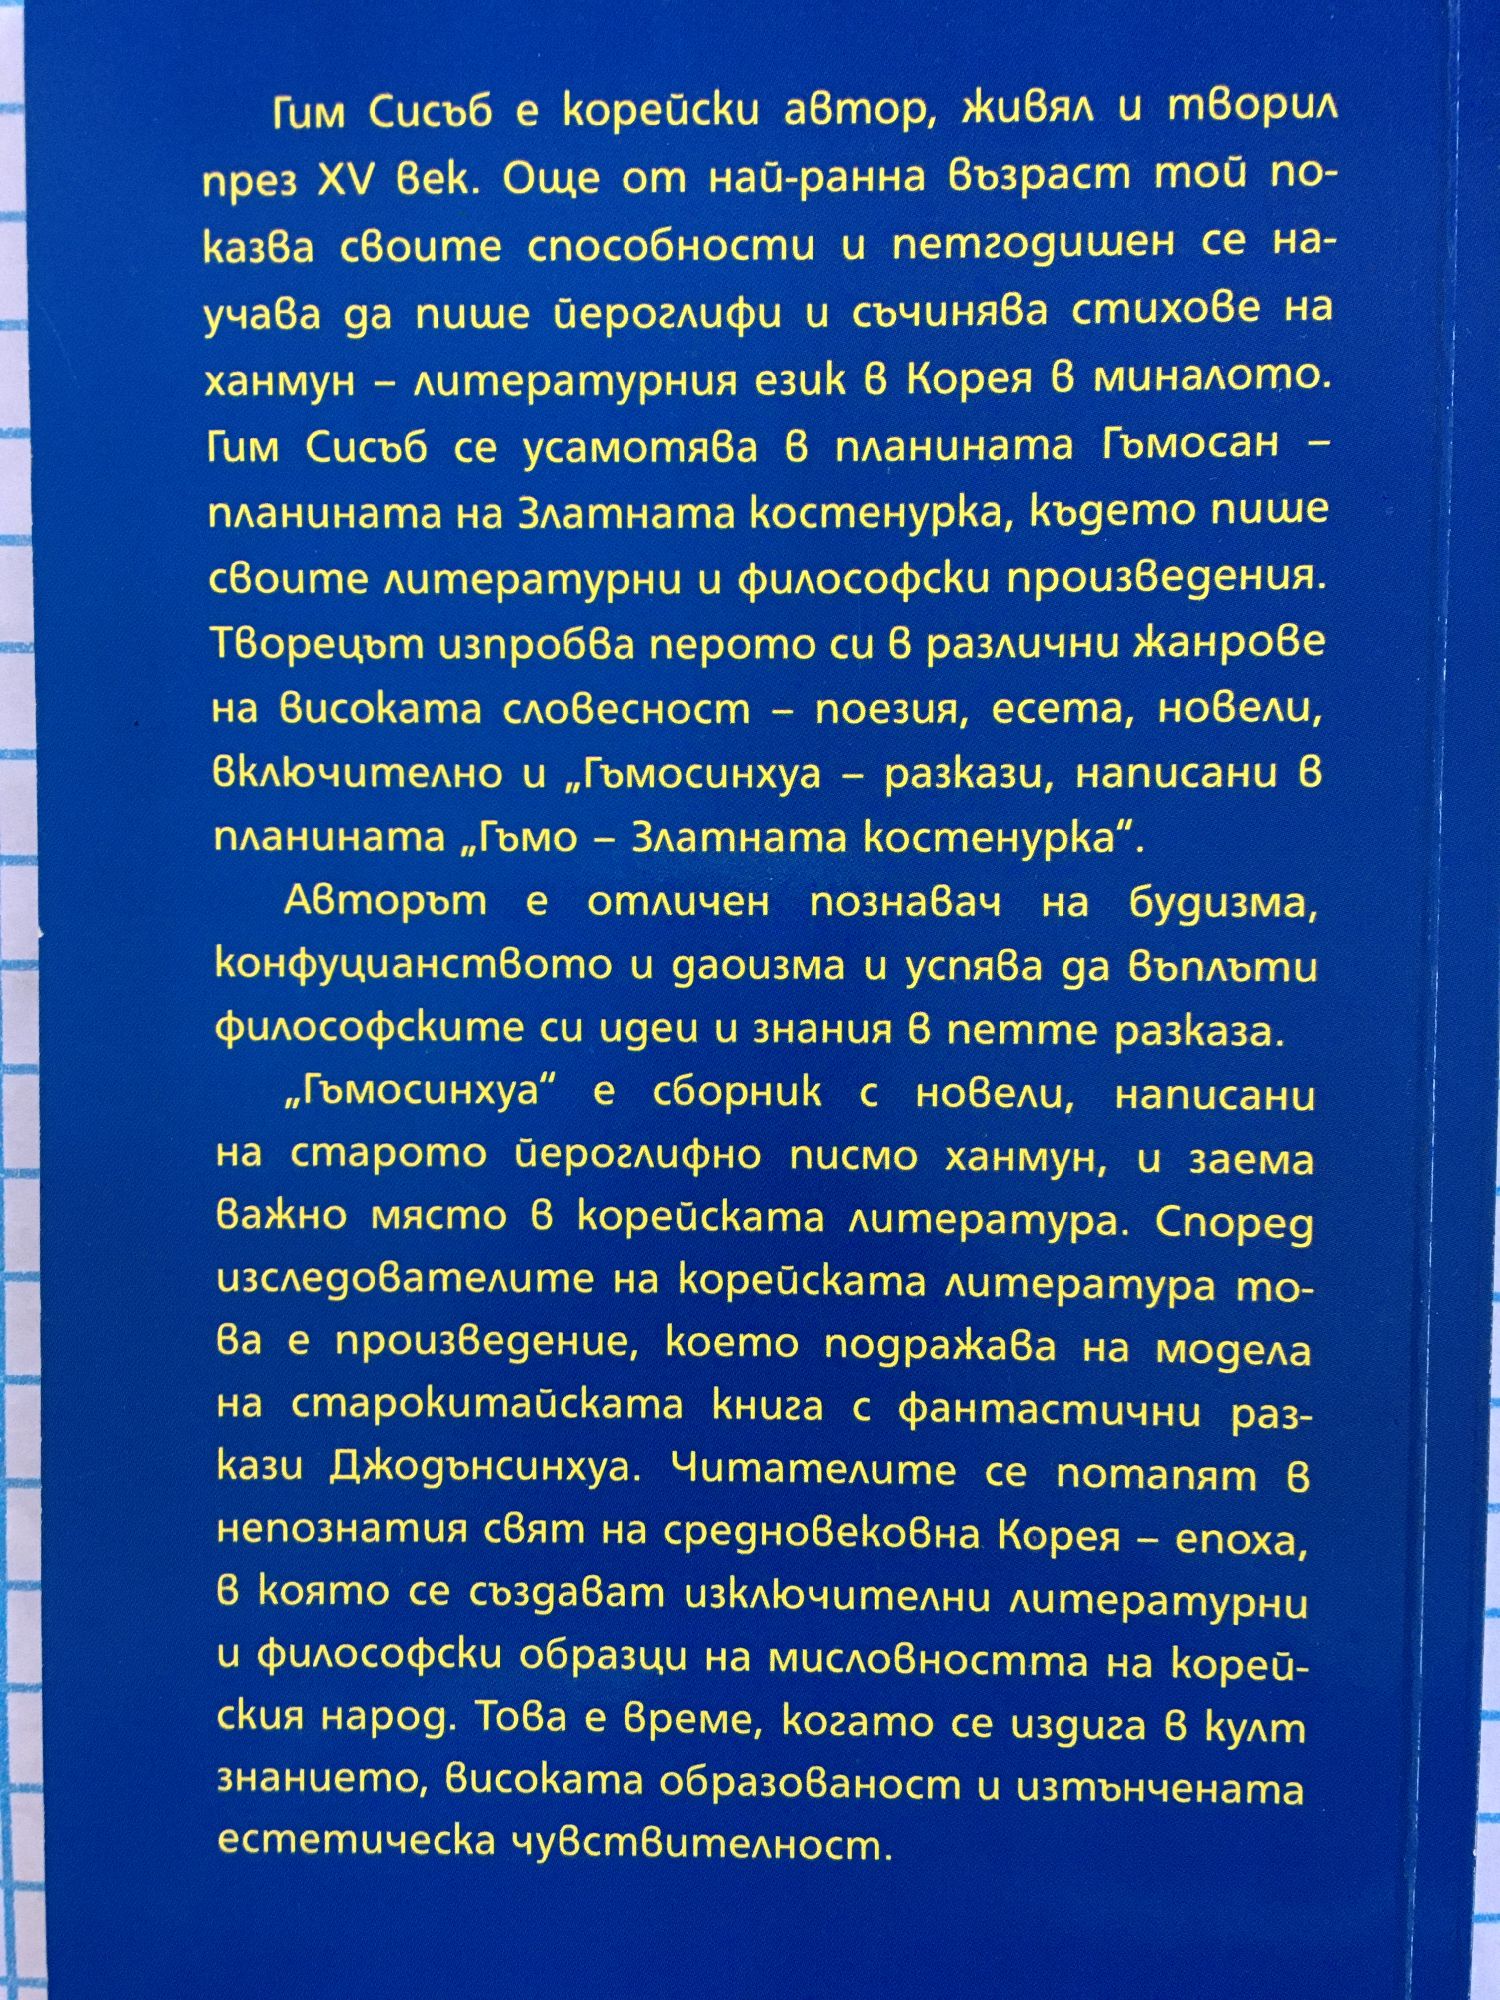 Гим Сисъб е корейски автор, живял и творил
през XV век. Още от най-ранна възраст той по-
казва своите способности и петгодишен се на-
учава да пише йероглифи и съчинява стихове на
ханмун – литературния език в Корея в миналото.
Гим Сисъб се усамотява в планината Гъмосан –
планината на Златната костенурка, където пише
своите литературни и философски произведения.
Творецът изпробва перото си в различни жанрове
на високата словесност – поезия, есета, новели,
включително и „Гъмосинхуа – разкази, написани в
планината „Гъмо – Златната костенурка“.
Авторът е отличен познавач на будизма,
конфуцианството и даоизма и успява да въплъти
философските си идеи и знания в петте разказа.
„Гъмосинхуа“ е сборник с новели, написани
на старото йероглифно писмо ханмун, и заема
важно място в корейската литература. Според
изследователите на корейската литература то-
ва е произведение, което подражава на модела
на старокитайската книга с фантастични раз-
кази Джодънсинхуа. Читателите се потапят в
непознатия свят на средновековна Корея – епоха,
в която се създават изключителни литературни
и философски образци на мисловността на корей-
ския народ. Това е време, когато се издига в култ
знанието, високата образованост и изтънчената
естетическа чувствителност.